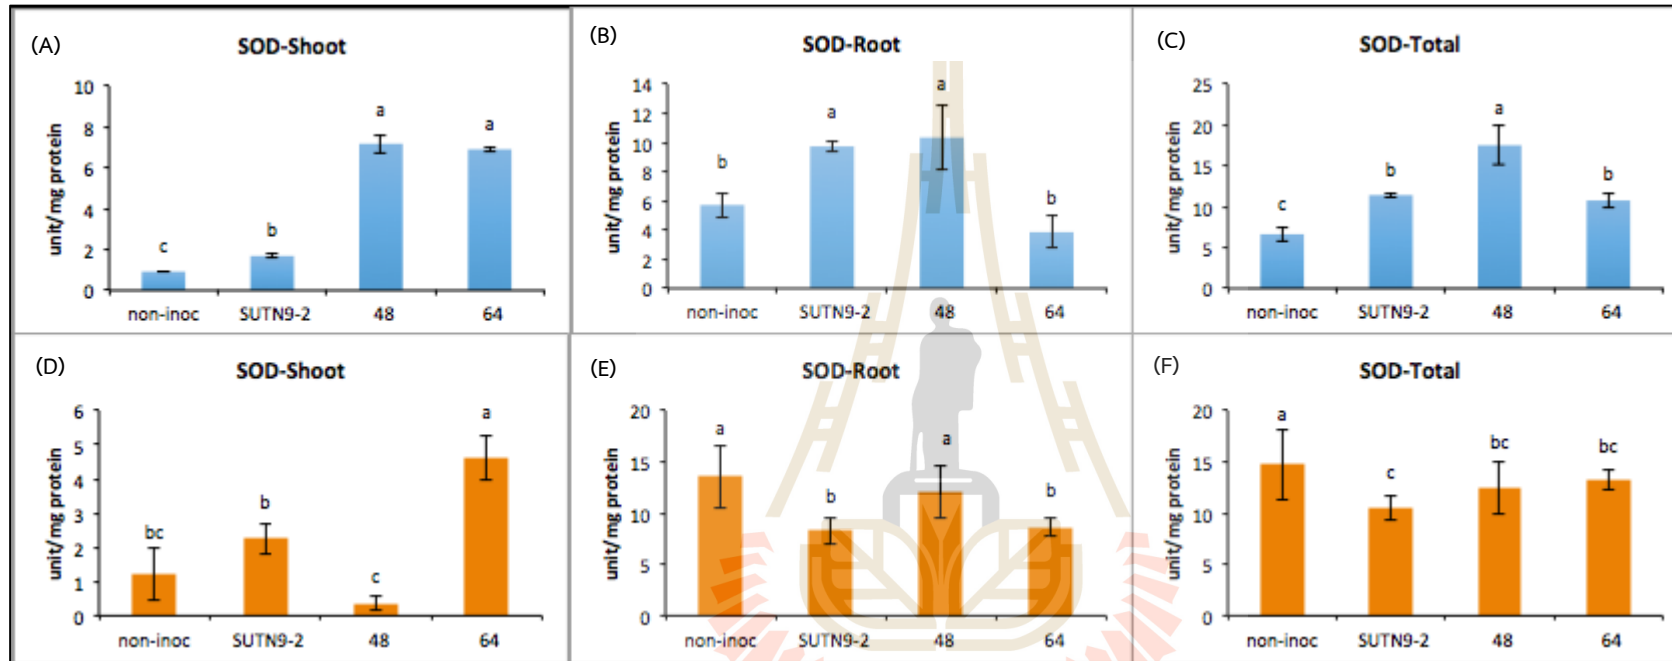 (A)
SOD-Shoot
unit/mg protein
10
8
6
4
2
0
c
b
a
a
non-inoc SUTN9-2 48 64
(B)
SOD-Root
unit/mg protein
14
12
10
8
6
4
2
0
b
a
a
b
non-inoc SUTN9-2 48 64
(C)
SOD-Total
unit/mg protein
25
20
15
10
5
0
c
b
a
b
non-inoc SUTN9-2 48 64
(D)
SOD-Shoot
unit/mg protein
6
5
4
3
2
1
0
bc
b
c
a
non-inoc SUTN9-2 48 64
(E)
SOD-Root
unit/mg protein
20
15
10
5
0
a
b
a
b
non-inoc SUTN9-2 48 64
(F)
SOD-Total
unit/mg protein
20
15
10
5
0
a
c
bc
bc
non-inoc SUTN9-2 48 64